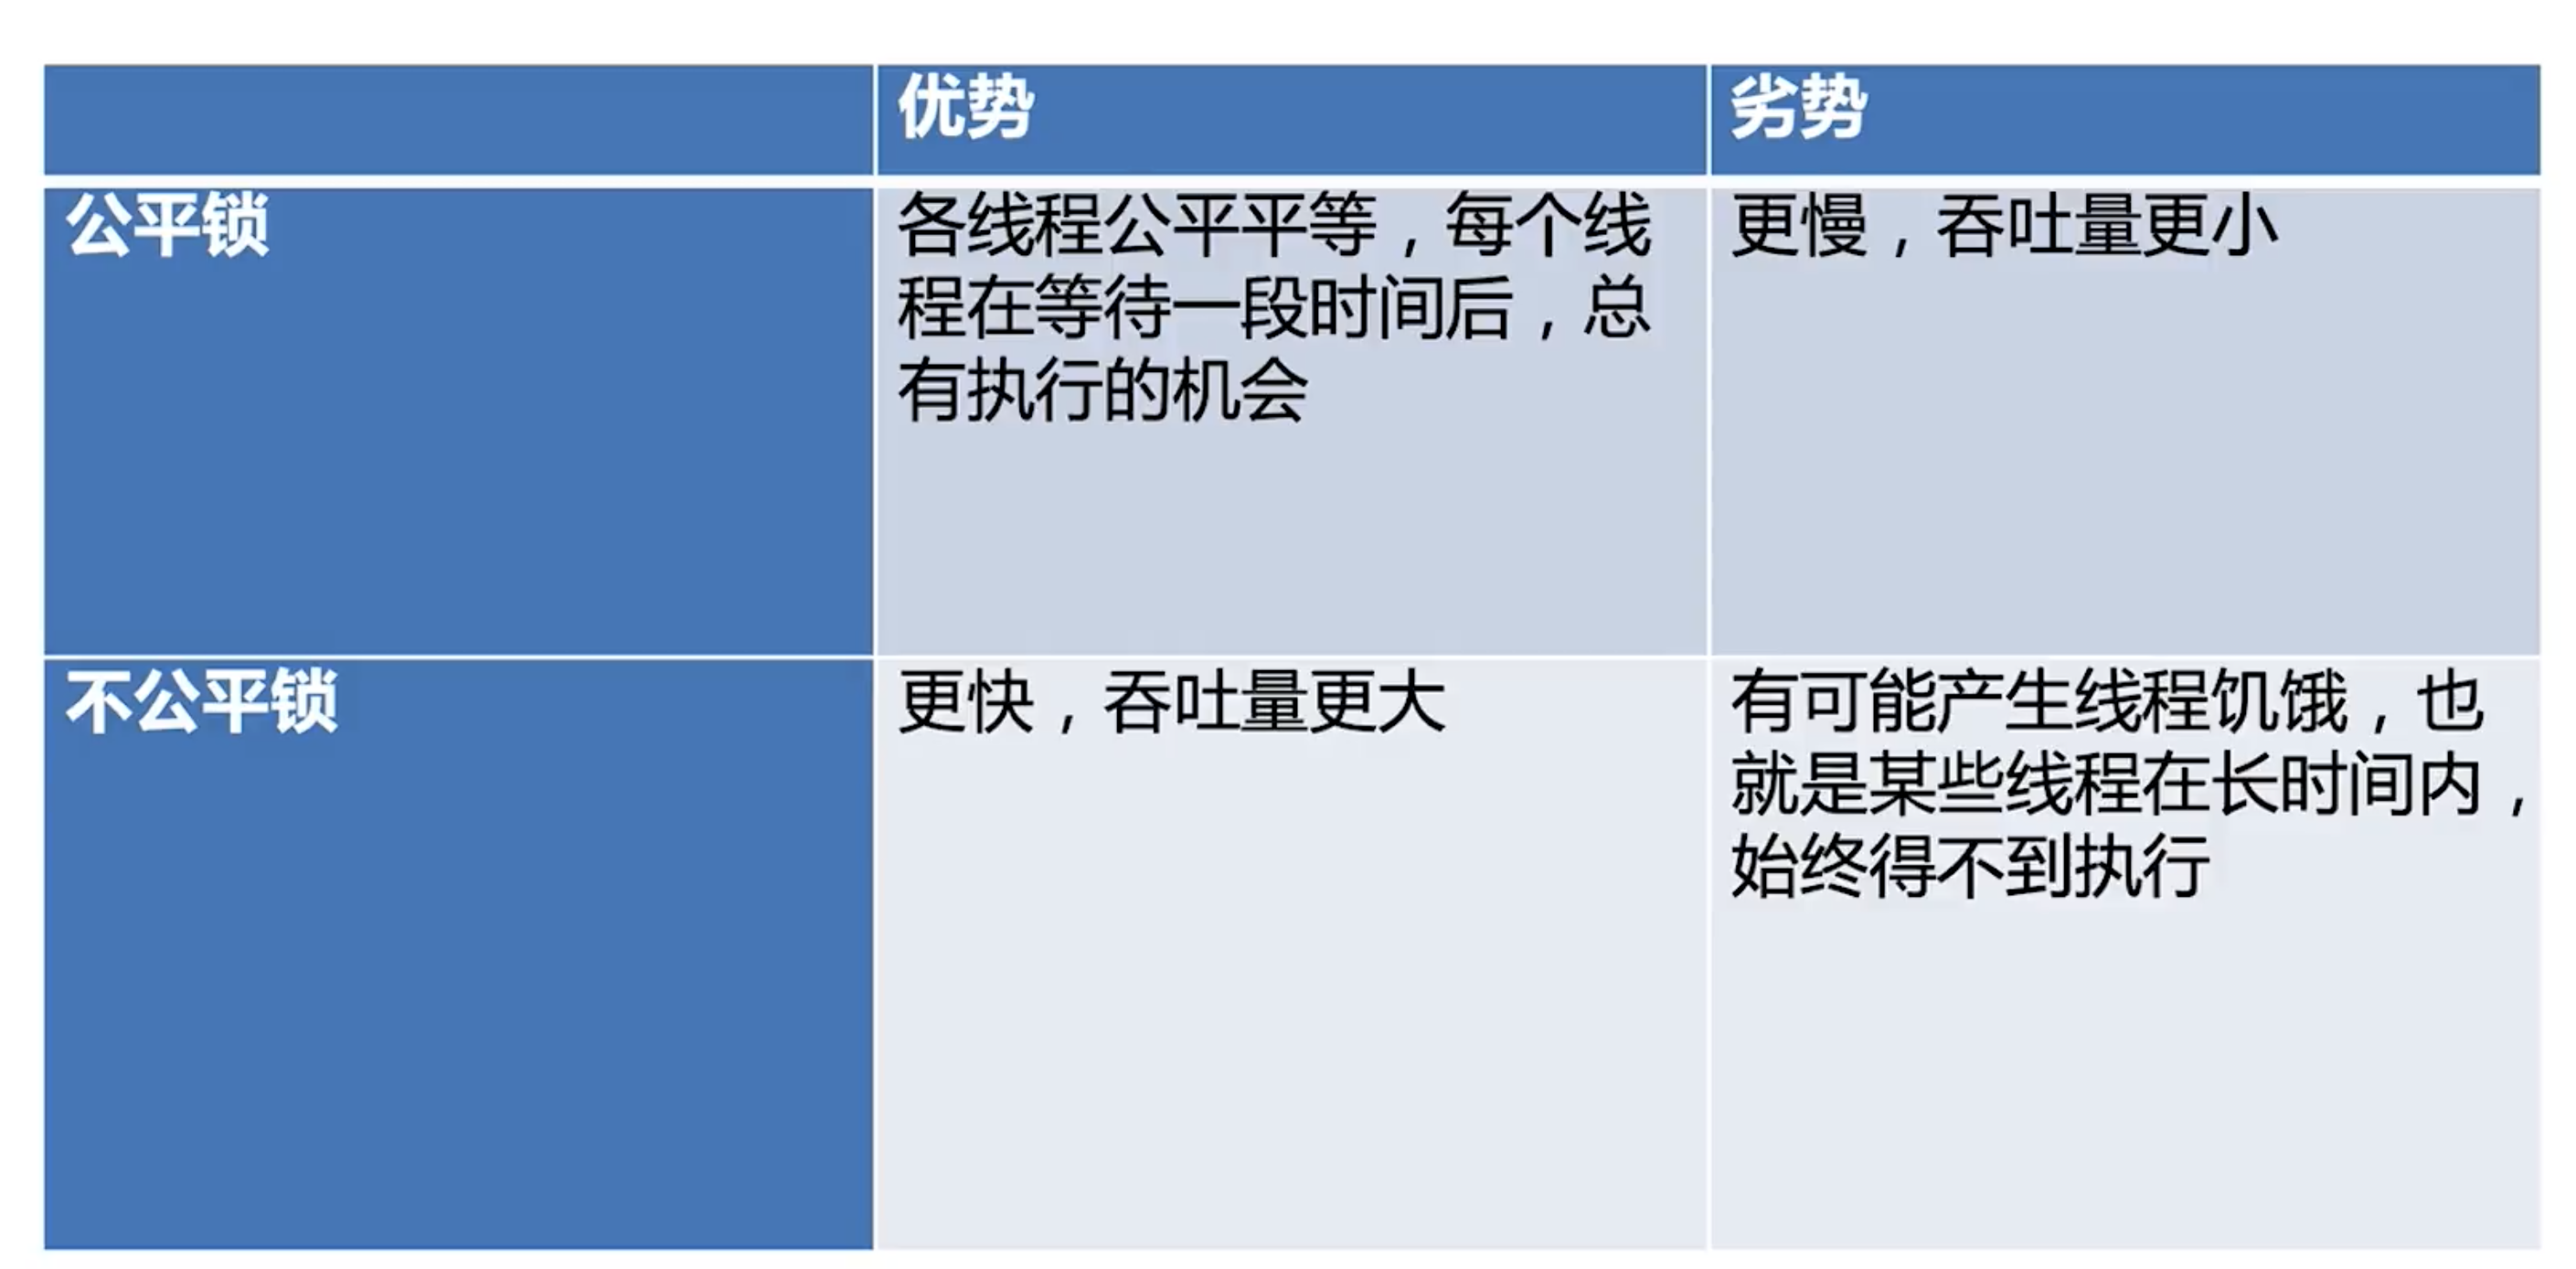 优势
劣势
公平锁
各线程公平平等，每个线
程在等待一段时间后，总
有执行的机会
更慢，吞吐量更小
不公平锁
更快，吞吐量更大
有可能产生线程饥饿，也
就是某些线程在长时间内，
始终得不到执行